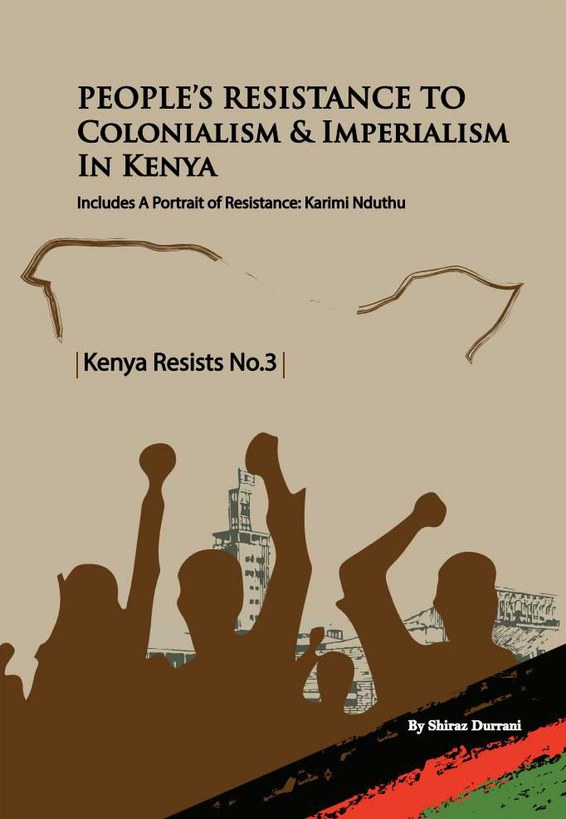 PEOPLE'S RESISTANCE TO
COLONIALISM & IMPERIALISM
IN KENYA
Includes A Portrait of Resistance: Karimi Nduthu
Kenya Resists No.3
By Shiraz Durrani